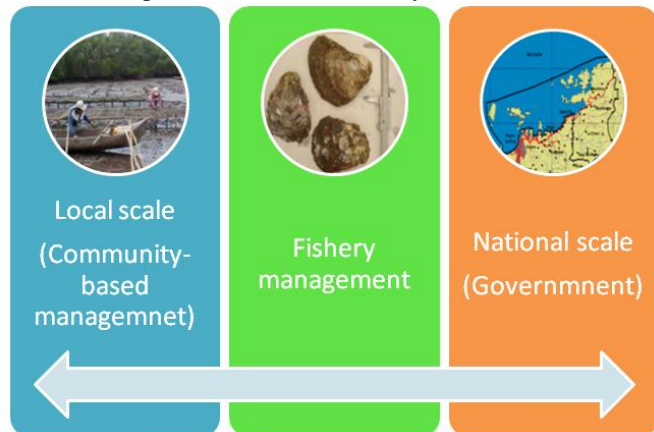 Local scale
(Community-
based
managemnet)
Fishery
management
National scale
(Governmnent)